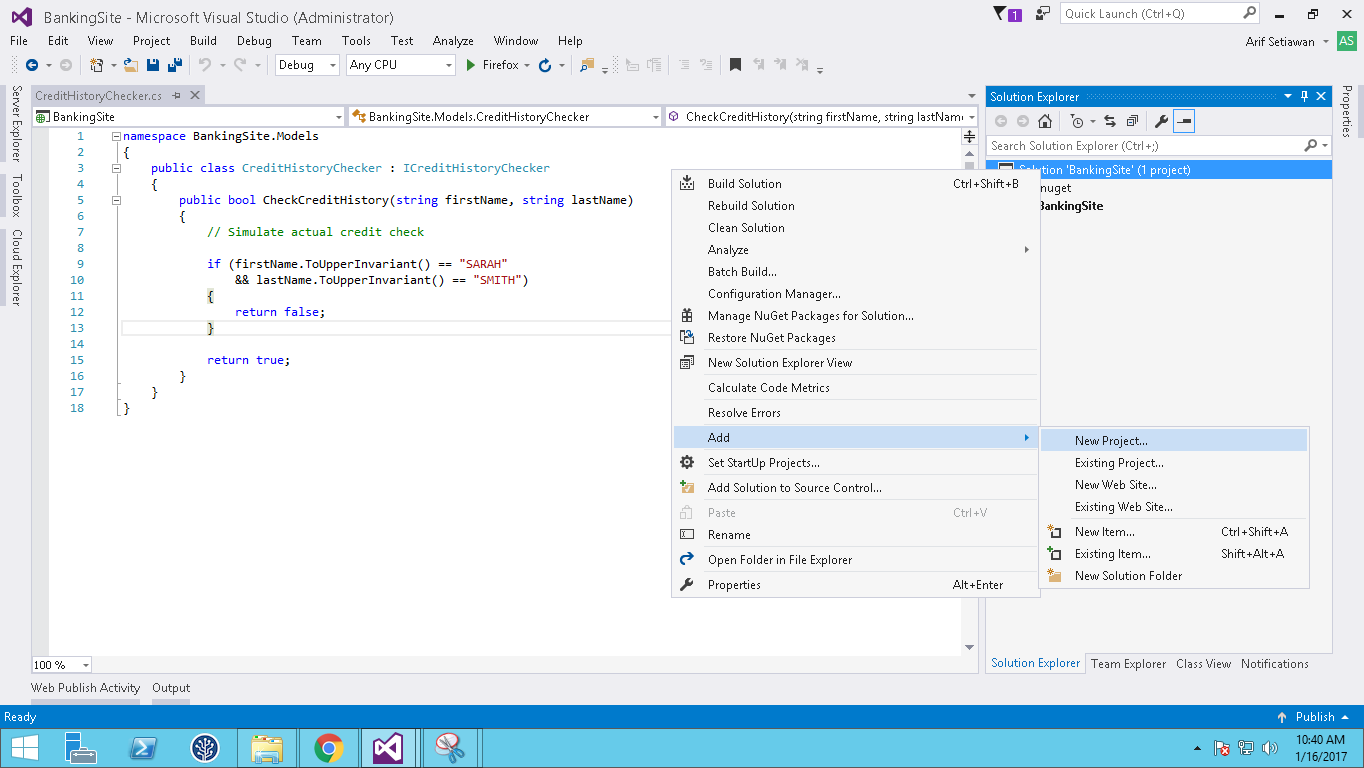 BankingSite - Microsoft Visual Studio (Administrator)
1
Quick Launch (Ctrl+Q)
File Edit View Project Build Debug Team Tools Test Analyze Window Help
Arif Setiawan
AS
Debug
Any CPU
Firefox
Server Explorer
Toolbox
Cloud Explorer
CreditHistoryChecker.cs
BankingSite
BankingSite.Models.CreditHistoryChecker
CheckCreditHistory(string firstName, string lastName
1 namespace BankingSite.Models
2 {
3 public class CreditHistoryChecker : ICreditHistoryChecker
4 {
5 public bool CheckCreditHistory(string firstName, string lastName)
6 {
7 // Simulate actual credit check
8
9 if (firstName.ToUpperInvariant() == "SARAH"
10 && lastName.ToUpperInvariant() == "SMITH")
11 {
12 return false;
13 }
14
15 return true;
16 }
17 }
18 }
100 %
Build Solution Ctrl+Shift+B
Rebuild Solution
Clean Solution
Analyze
Batch Build...
Configuration Manager...
Manage NuGet Packages for Solution...
Restore NuGet Packages
New Solution Explorer View
Calculate Code Metrics
Resolve Errors
Add
Set StartUp Projects...
Add Solution to Source Control...
Paste Ctrl+V
Rename
Open Folder in File Explorer
Properties Alt+Enter
New Project...
Existing Project...
New Web Site...
Existing Web Site...
New Item... Ctrl+Shift+A
Existing Item... Shift+Alt+A
New Solution Folder
Solution Explorer
Search Solution Explorer (Ctrl+;)
Solution 'BankingSite' (1 project)
nuget
BankingSite
Properties
Solution Explorer Team Explorer Class View Notifications
Web Publish Activity Output
Ready
Publish
10:40 AM
1/16/2017